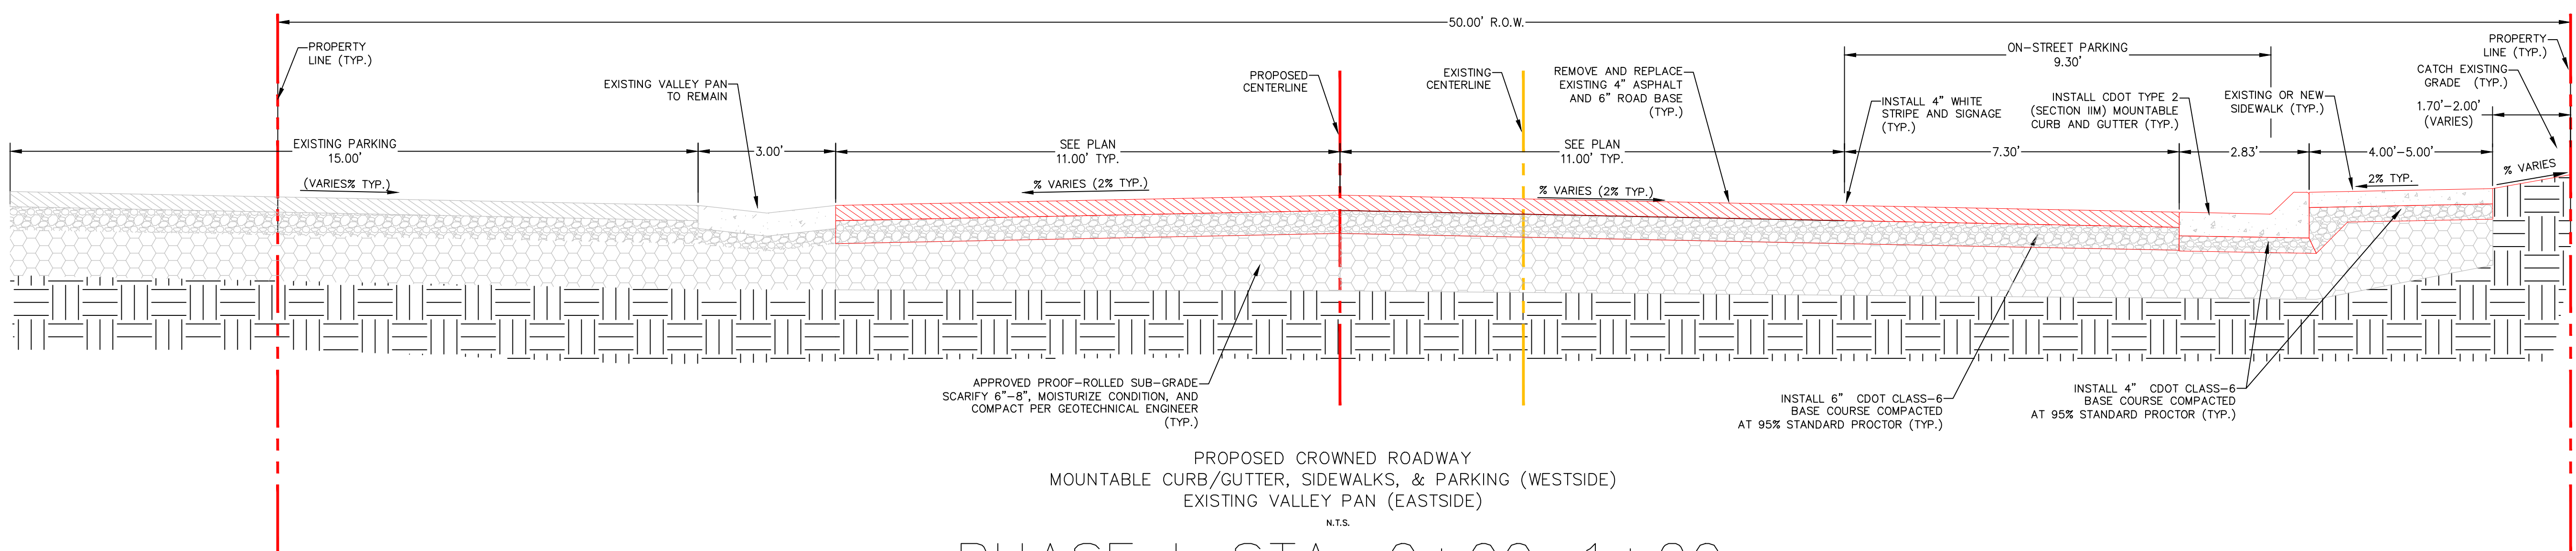 50.00' R.O.W.
PROPERTY
LINE (TYP.)
EXISTING VALLEY PAN
TO REMAIN
PROPOSED
CENTERLINE
EXISTING
CENTERLINE
REMOVE AND REPLACE
EXISTING 4" ASPHALT
AND 6" ROAD BASE
(TYP.)
ON-STREET PARKING
9.30'
INSTALL 4" WHITE
STRIPE AND SIGNAGE
(TYP.)
INSTALL CDOT TYPE 2
(SECTION IIM) MOUNTABLE
CURB AND GUTTER (TYP.)
EXISTING OR NEW
SIDEWALK (TYP.)
PROPERTY
LINE (TYP.)
CATCH EXISTING
GRADE (TYP.)
1.70'-2.00'
(VARIES)
EXISTING PARKING
15.00'
3.00'
SEE PLAN
11.00' TYP.
SEE PLAN
11.00' TYP.
7.30'
2.83'
4.00'-5.00'
(VARIES% TYP.)
% VARIES (2% TYP.)
% VARIES (2% TYP.)
2% TYP.
% VARIES
APPROVED PROOF-ROLLED SUB-GRADE
SCARIFY 6"-8", MOISTURIZE CONDITION, AND
COMPACT PER GEOTECHNICAL ENGINEER
(TYP.)
INSTALL 6" CDOT CLASS-6
BASE COURSE COMPACTED
AT 95% STANDARD PROCTOR (TYP.)
INSTALL 4" CDOT CLASS-6
BASE COURSE COMPACTED
AT 95% STANDARD PROCTOR (TYP.)
PROPOSED CROWNED ROADWAY
MOUNTABLE CURB/GUTTER, SIDEWALKS, & PARKING (WESTSIDE)
EXISTING VALLEY PAN (EASTSIDE)
N.T.S.